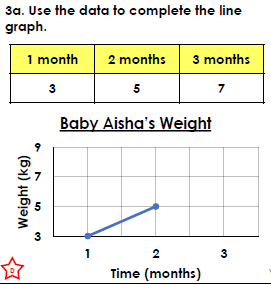 3a. Use the data to complete the line
graph.
1 month 2 months 3 months
3 5 7
Baby Aisha's Weight
Weight (kg)
9
7
5
3
1 2 3
Time (months)
D